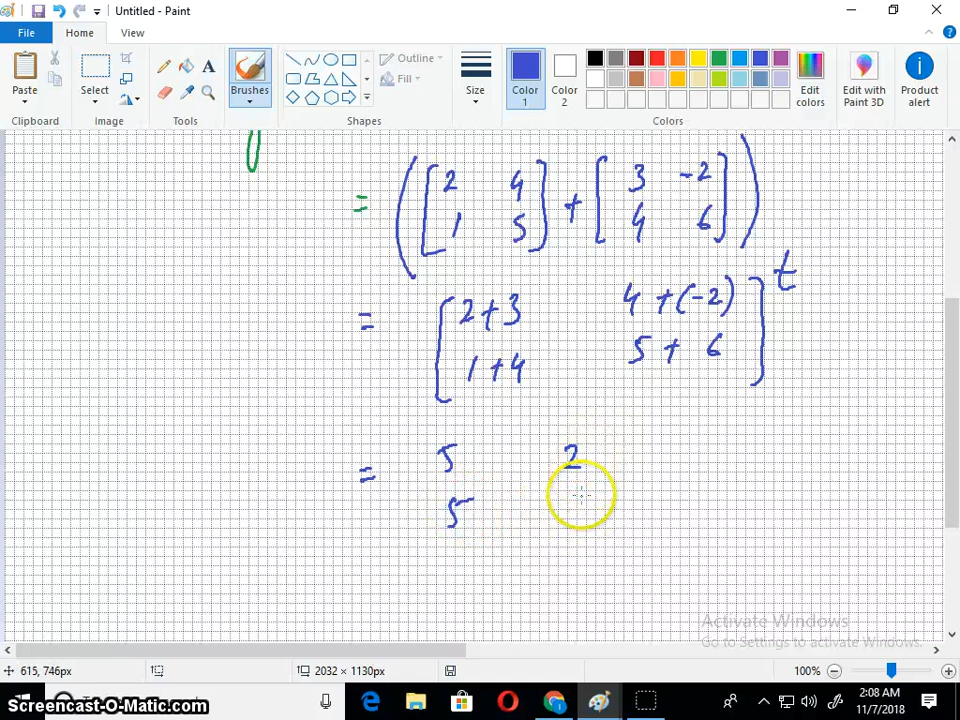 Untitled - Paint
File Home View
Paste Select Brushes Outline Fill Size Color 1 Color 2 Edit colors Edit with Paint 3D Product alert
Clipboard Image Tools Shapes Colors
= ([2 4 + [3 -2
1 5] 4 6])
t
= [2+3 4+(-2)
1+4 5+6]
= 5 2
5
Activate Windows
Go to Settings to activate Windows.
615, 746px 2032 × 1130px 100%
Screencast-O-Matic.com
2:08 AM
11/7/2018